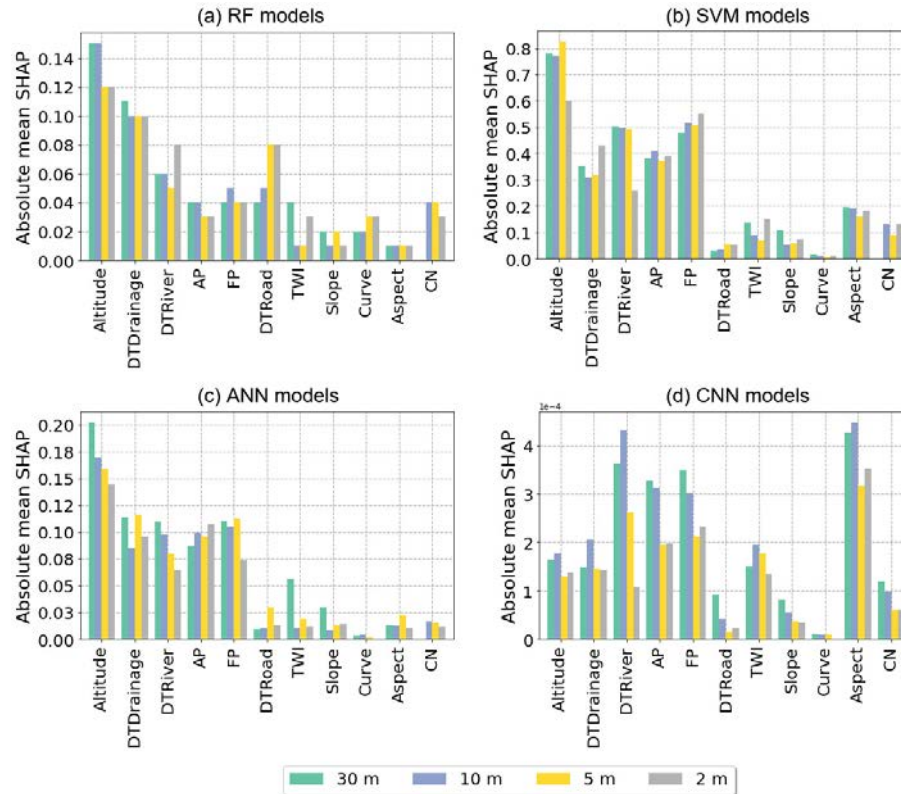 (a) RF models
Absolute mean SHAP
0.14
0.12
0.10
0.08
0.06
0.04
0.02
0.00
Altitude
DTDrainage
DTRiver
AP
FP
DTRoad
TWI
Slope
Curve
Aspect
CN
(b) SVM models
Absolute mean SHAP
0.8
0.7
0.6
0.5
0.4
0.3
0.2
0.1
0.0
Altitude
DTDrainage
DTRiver
AP
FP
DTRoad
TWI
Slope
Curve
Aspect
CN
(c) ANN models
Absolute mean SHAP
0.20
0.18
0.15
0.12
0.10
0.08
0.05
0.03
0.00
Altitude
DTDrainage
DTRiver
AP
FP
DTRoad
TWI
Slope
Curve
Aspect
CN
(d) CNN models
1e-4
Absolute mean SHAP
4
3
2
1
0
Altitude
DTDrainage
DTRiver
AP
FP
DTRoad
TWI
Slope
Curve
Aspect
CN
30 m 10 m 5 m 2 m